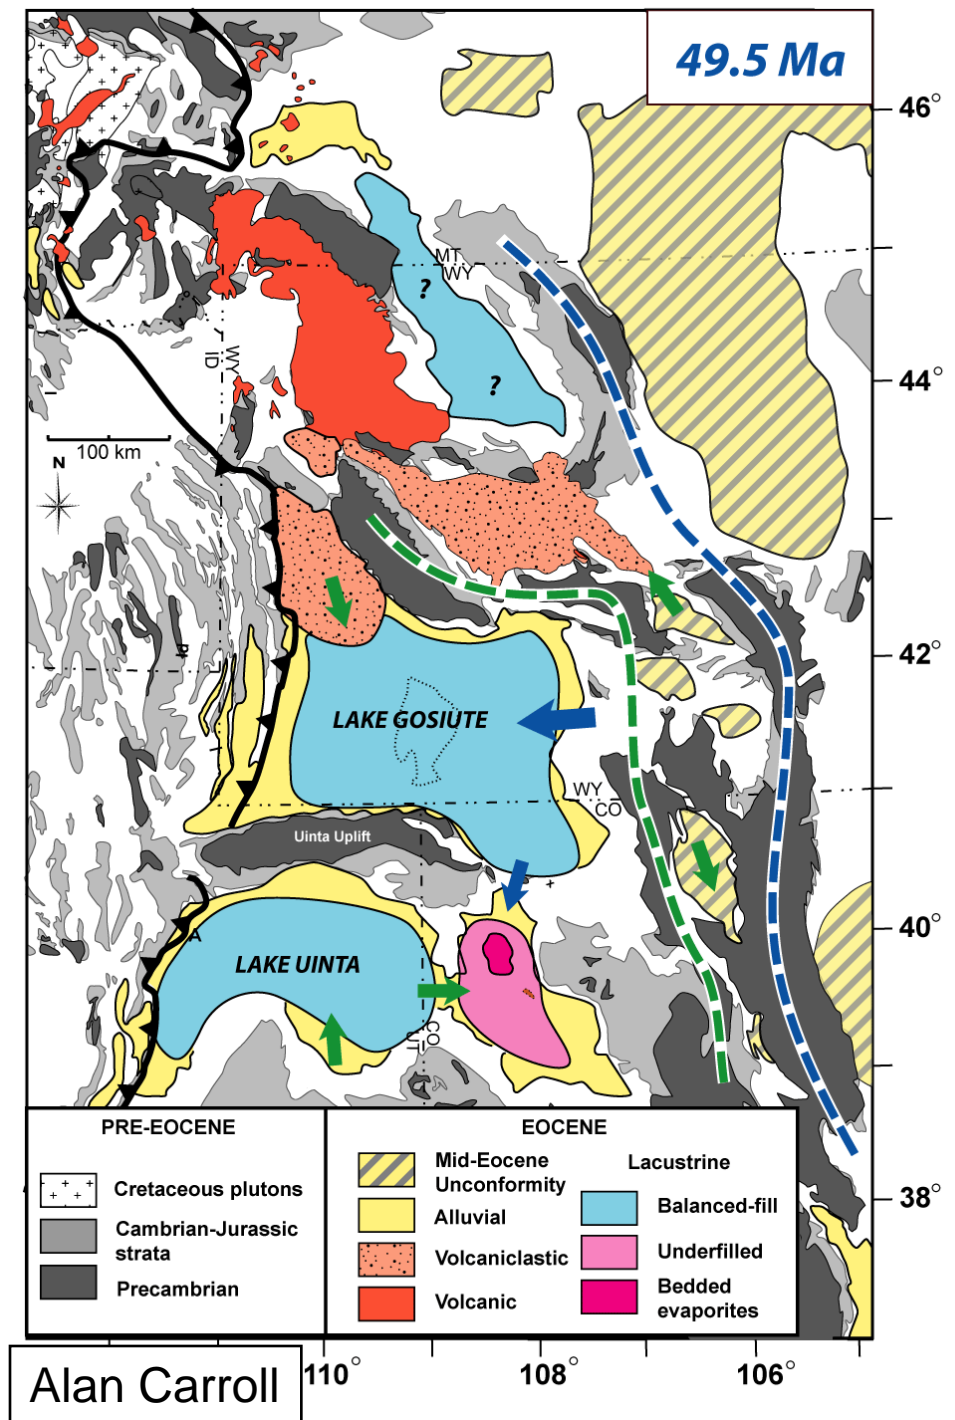 49.5 Ma
46°
MT
WY
?
44°
?
WY
ID
100 km
N
42°
LAKE GOSIUTE
WY
CO
Uinta Uplift
40°
A
LAKE UINTA
CO
UT
PRE-EOCENE
EOCENE
Cretaceous plutons
Cambrian-Jurassic
strata
Precambrian
Mid-Eocene
Unconformity
Alluvial
Volcaniclastic
Volcanic
Lacustrine
Balanced-fill
Underfilled
Bedded
evaporites
38°
110°
108°
106°
Alan Carroll